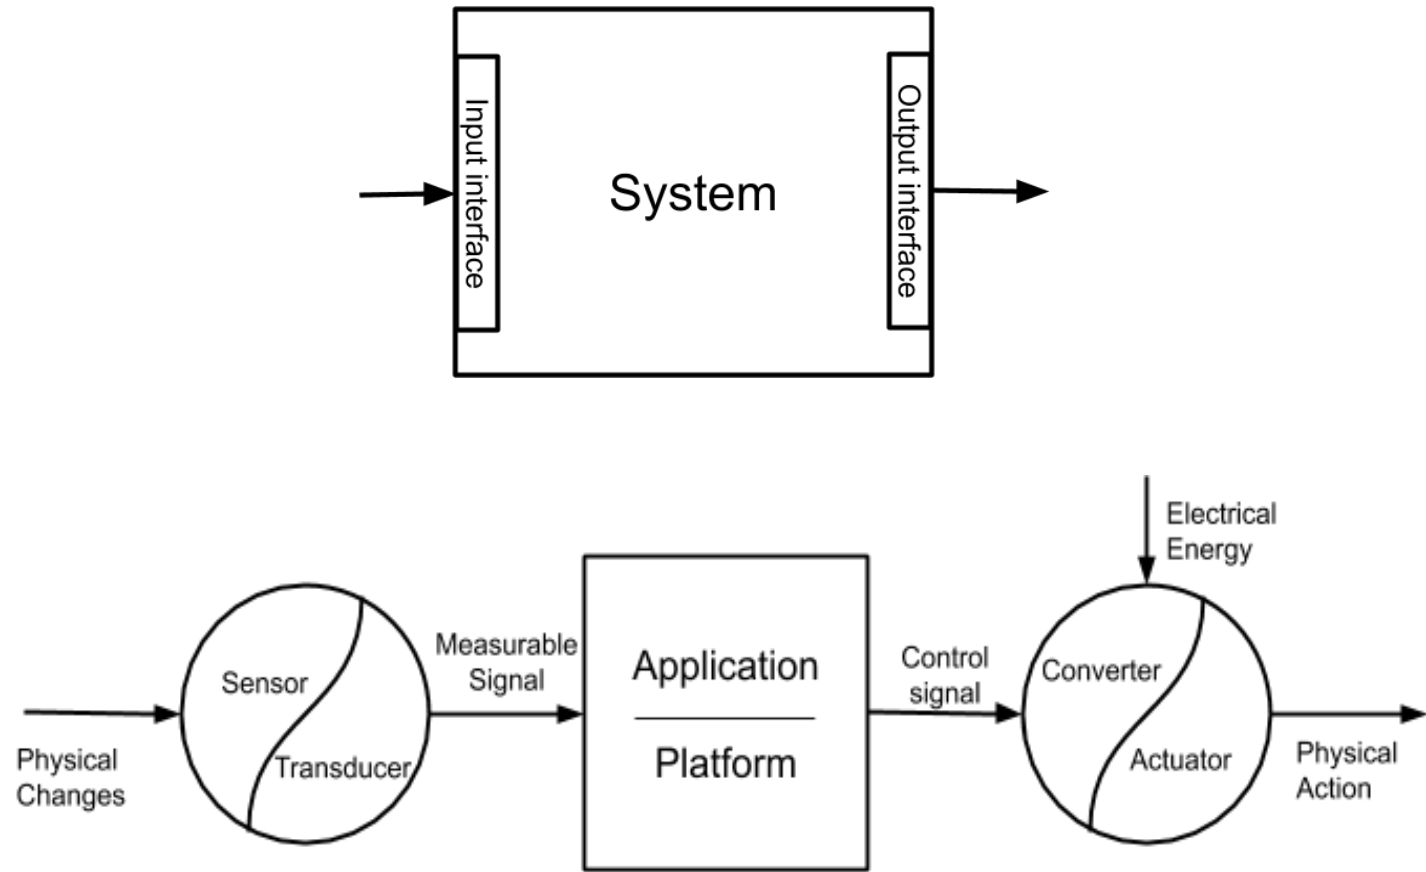 Input interface
System
Output interface
Electrical
Energy
Sensor
Transducer
Measurable
Signal
Application
Platform
Control
signal
Converter
Actuator
Physical
Changes
Physical
Action